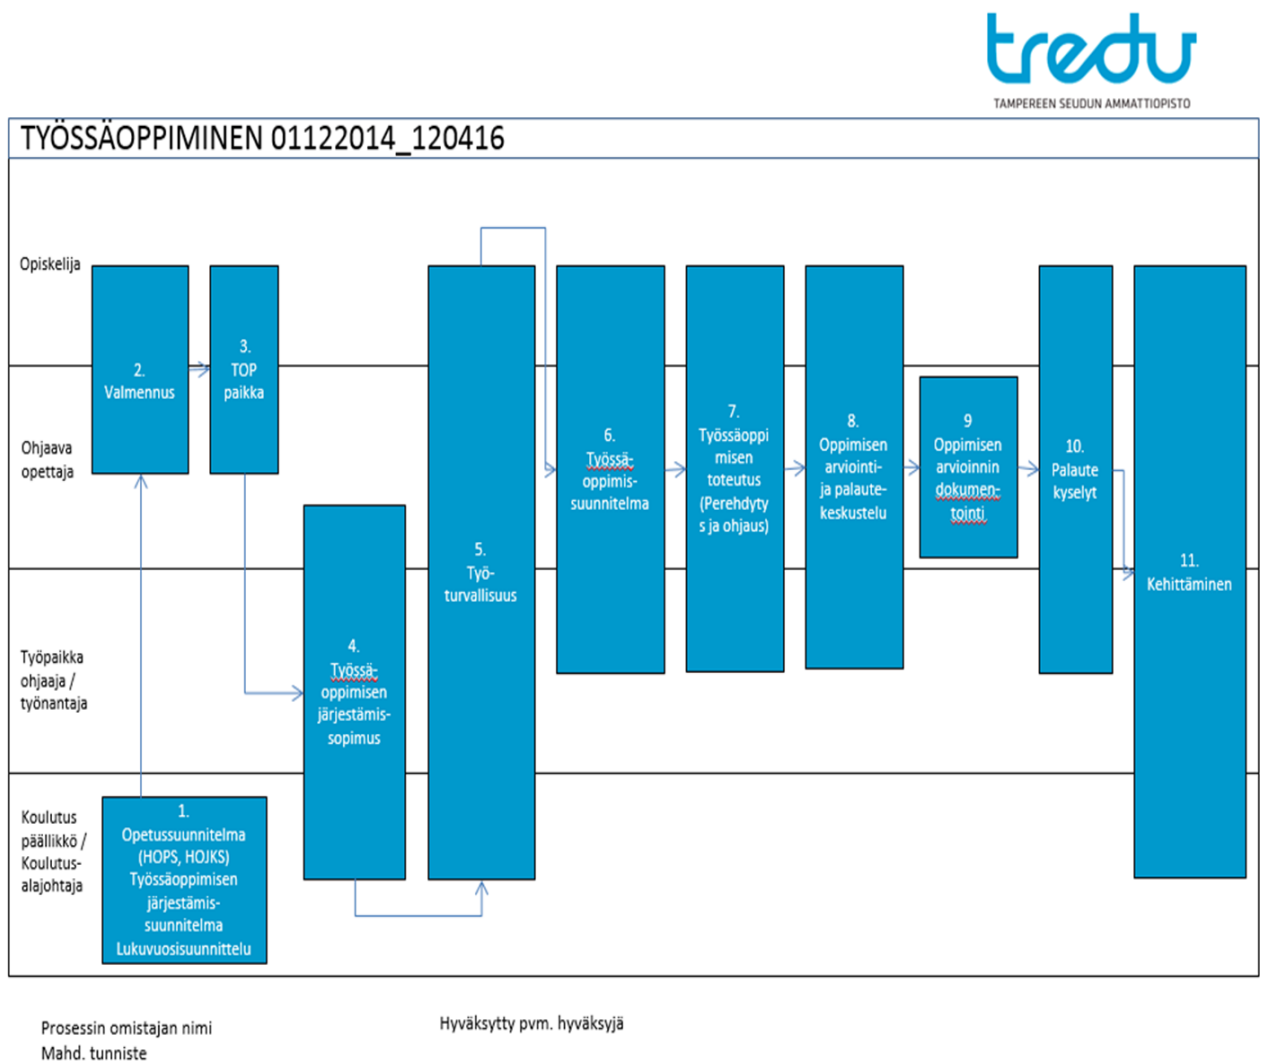 tredu
TAMPEREEN SEUDUN AMMATTIOPISTO
TYÖSSÄOPPIMINEN 01122014_120416
Opiskelija
Ohjaava
opettaja
Työpaikka
ohjaaja /
työnantaja
Koulutus
päällikkö /
Koulutus-
alajohtaja
1.
Opetussuunnitelma
(HOPS, HOJKS)
Työssäoppimisen
järjestämis-
suunnitelma
Lukuvuosisuunnittelu
2.
Valmennus
3.
TOP
paikka
4.
Työssä-
oppimisen
järjestämis-
sopimus
5.
Työ-
turvallisuus
6.
Työssä-
oppimis-
suunnitelma
7.
Työssäoppi
misen
toteutus
(Perehdyty
s ja ohjaus)
8.
Oppimisen
arviointi-
ja palaute-
keskustelu
9
Oppimisen
arvioinnin
dokumen-
tointi
10.
Palaute
kyselyt
11.
Kehittäminen
Prosessin omistajan nimi
Mahd. tunniste
Hyväksytty pvm. hyväksyjä